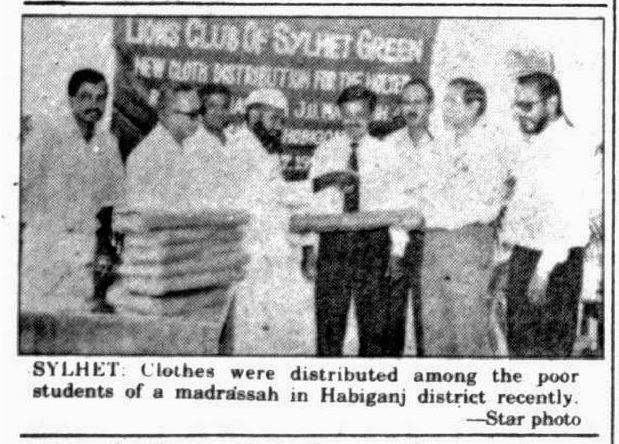 LIONS CLUB OF SYLHET GREEN
NEW CLOTH DISTRIBUTION FOR THE
SYLHET: Clothes were distributed among the poor
students of a madrassah in Habiganj district recently.
—Star photo